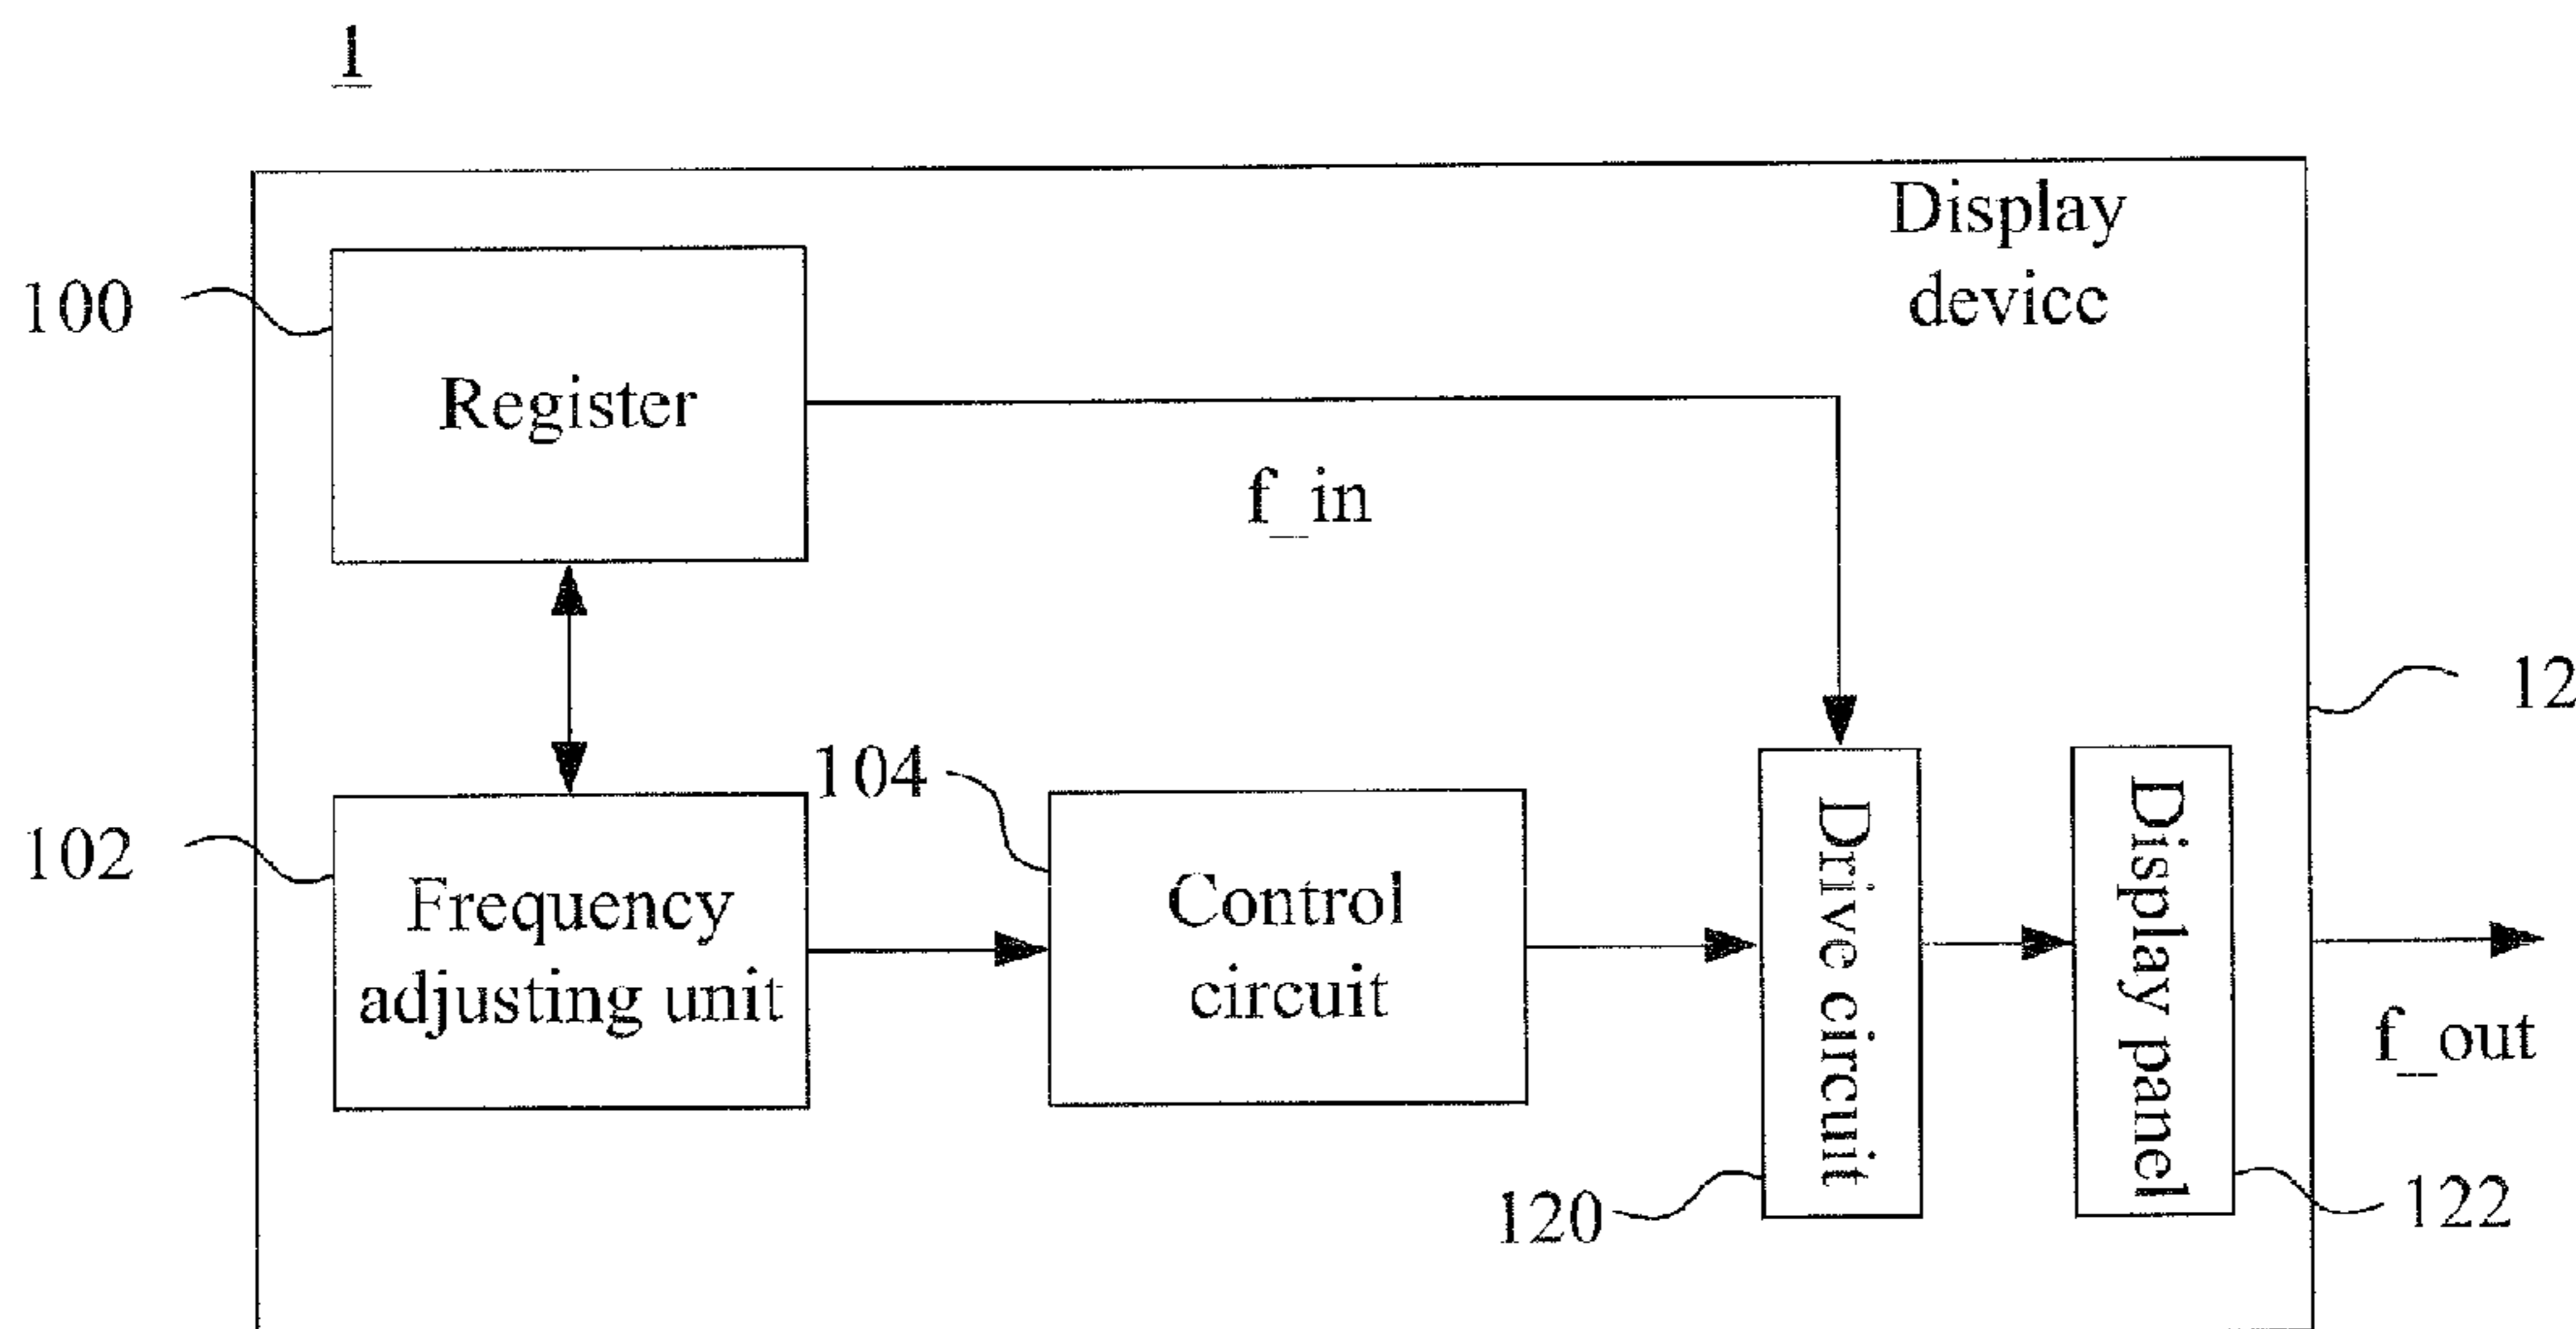 1
Display
device
100
Register
f_in
12
104
102
Frequency
adjusting unit
Control
circuit
Drive circuit
Display panel
f_out
120
122